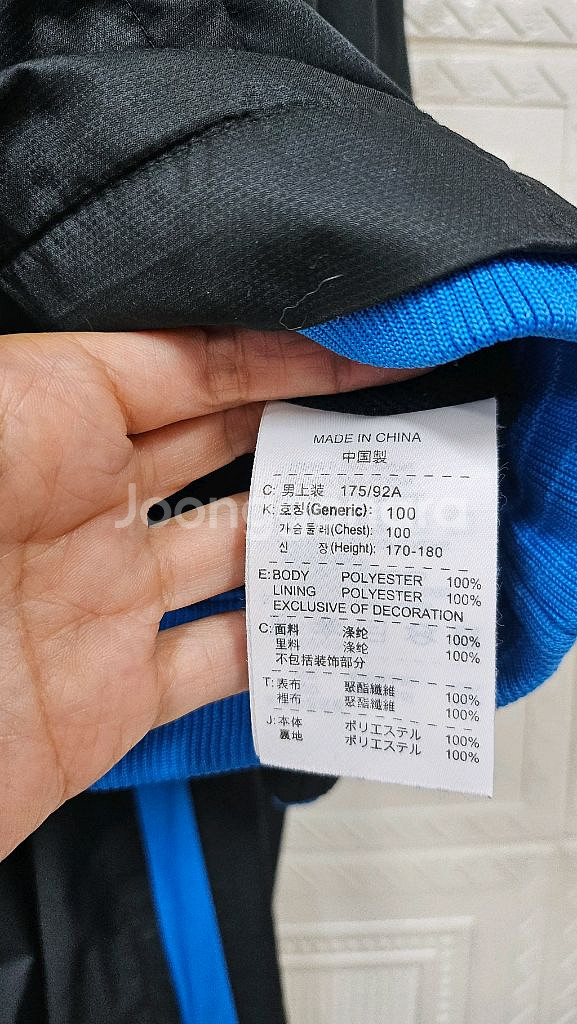 MADE IN CHINA
中国製
C: 男上装 175/92A
K: 호칭(Generic): 100
가슴둘레(Chest): 100
신 장(Height): 170-180
E: BODY POLYESTER 100%
LINING POLYESTER 100%
EXCLUSIVE OF DECORATION
C: 面料 涤纶 100%
里料 涤纶 100%
不包括装饰部分
T: 表布 聚酯纖維 100%
裡布 聚酯纖維 100%
J: 本体 ポリエステル 100%
裏地 ポリエステル 100%